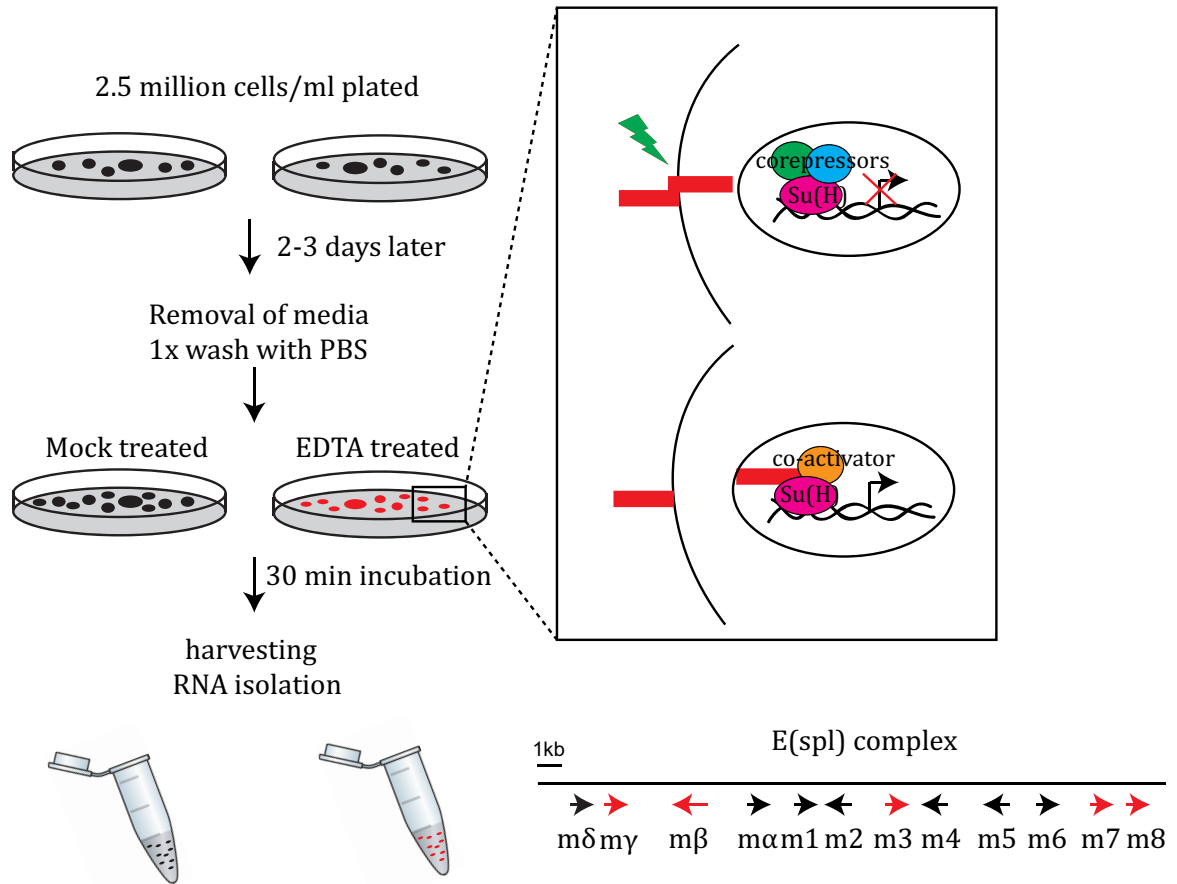 2.5 million cells/ml plated
2-3 days later
Removal of media
1x wash with PBS
Mock treated
EDTA treated
30 min incubation
harvesting
RNA isolation
corepressors
Su(H)
co-activator
Su(H)
E(spl) complex
1kb
mδ mγ mβ mα m1 m2 m3 m4 m5 m6 m7 m8